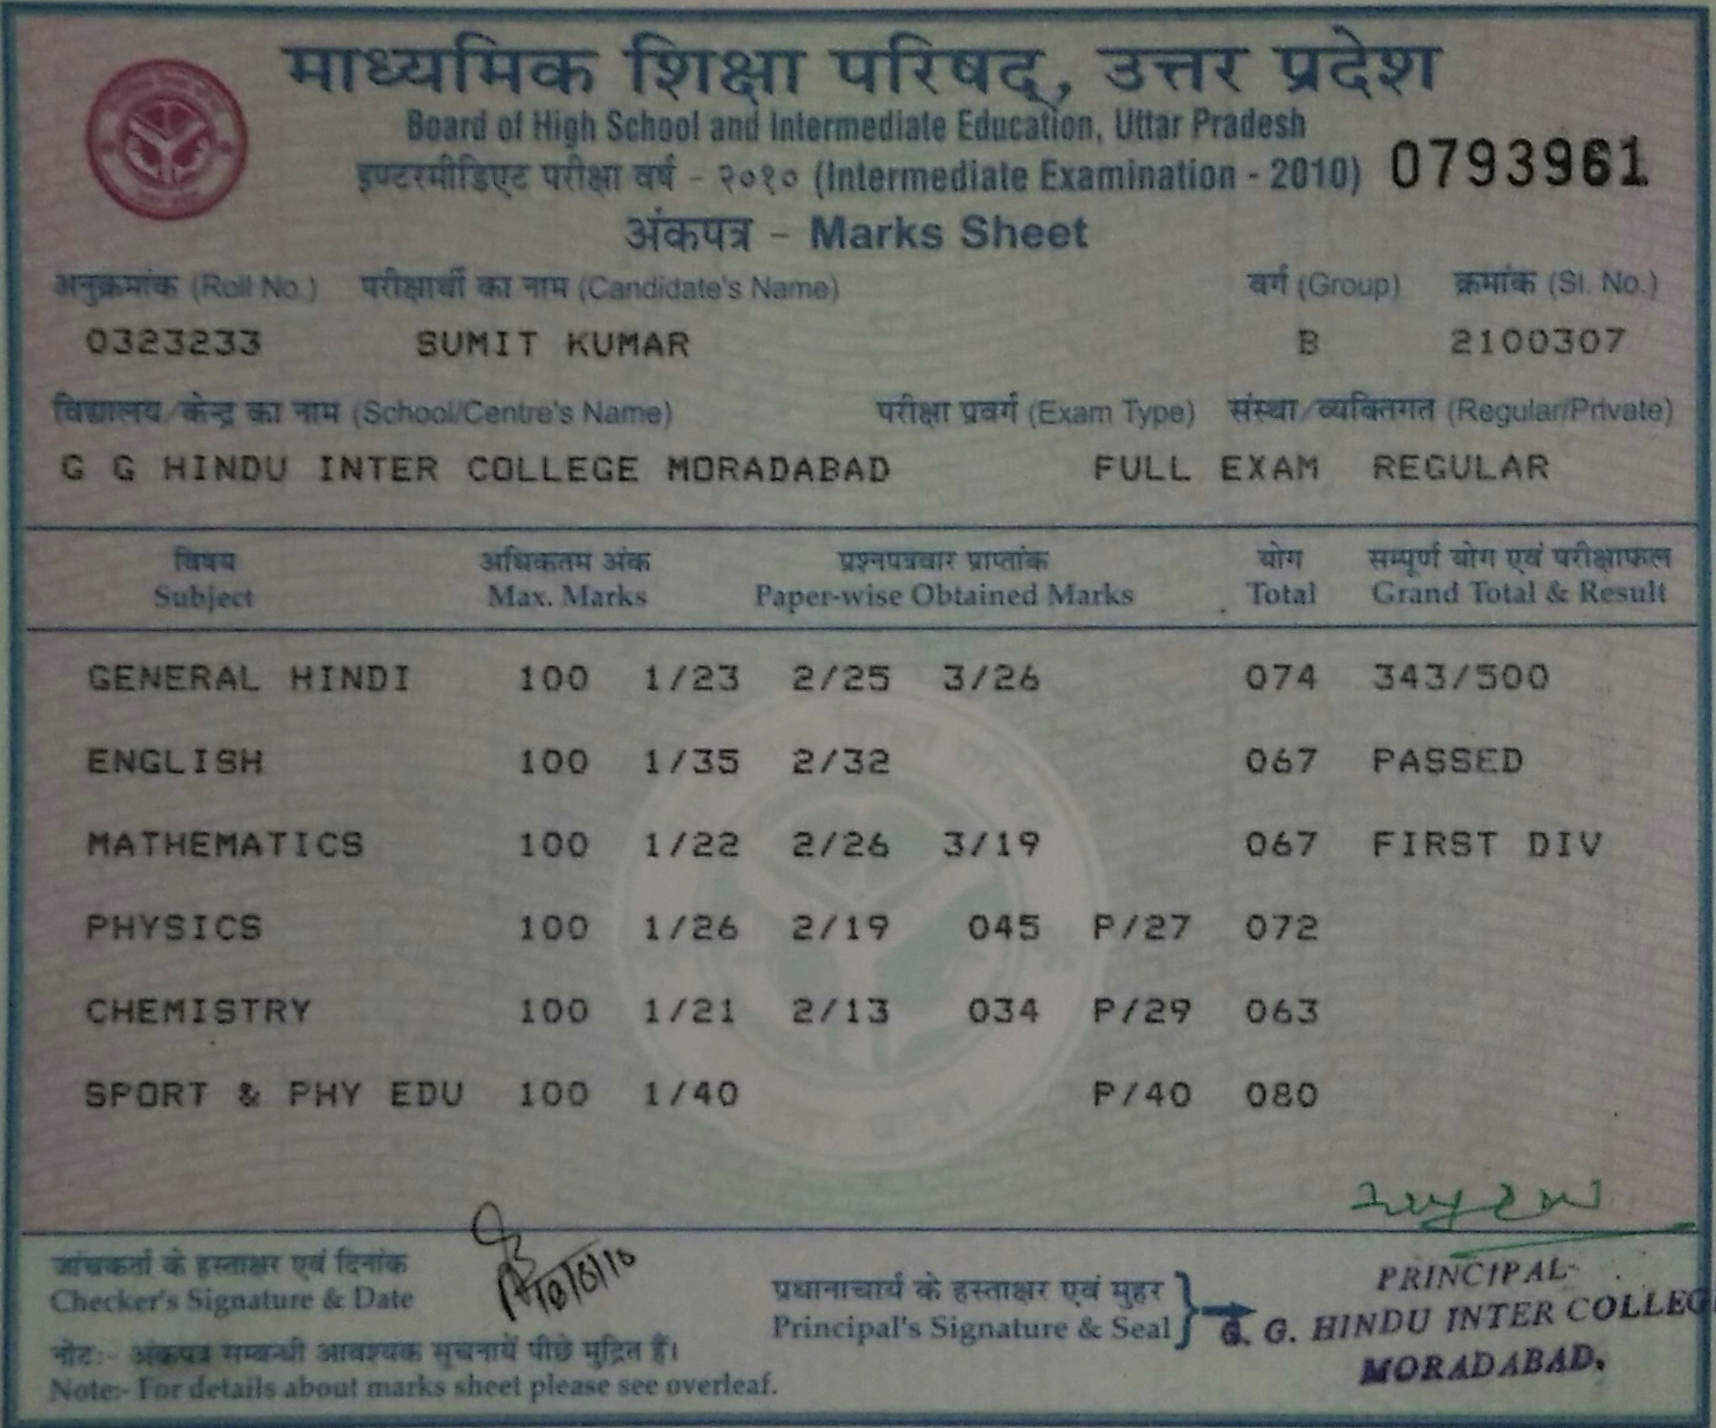 माध्यमिक शिक्षा परिषद्, उत्तर प्रदेश
Board of High School and Intermediate Education, Uttar Pradesh
इण्टरमीडिएट परीक्षा वर्ष - २०१० (Intermediate Examination - 2010) 0793961
अंकपत्र - Marks Sheet
अनुक्रमांक (Roll No.) परीक्षार्थी का नाम (Candidate's Name) वर्ग (Group) क्रमांक (Sl. No.)
0323233 SUMIT KUMAR B 2100307
विद्यालय/केन्द्र का नाम (School/Centre's Name) परीक्षा प्रवर्ग (Exam Type) संस्था/व्यक्तिगत (Regular/Private)
G G HINDU INTER COLLEGE MORADABAD FULL EXAM REGULAR
विषय अधिकतम अंक प्रश्नपत्रवार प्राप्तांक योग सम्पूर्ण योग एवं परीक्षाफल
Subject Max. Marks Paper-wise Obtained Marks Total Grand Total & Result
GENERAL HINDI 100 1/23 2/25 3/26 074 343/500
ENGLISH 100 1/35 2/32 067 PASSED
MATHEMATICS 100 1/22 2/26 3/19 067 FIRST DIV
PHYSICS 100 1/26 2/19 045 P/27 072
CHEMISTRY 100 1/21 2/13 034 P/29 063
SPORT & PHY EDU 100 1/40 P/40 080
जांचकर्ता के हस्ताक्षर एवं दिनांक
Checker's Signature & Date
प्रधानाचार्य के हस्ताक्षर एवं मुहर
Principal's Signature & Seal
PRINCIPAL
G. G. HINDU INTER COLLEG
MORADABAD.
नोट:- अंकपत्र सम्बन्धी आवश्यक सूचनायें पीछे मुद्रित हैं।
Note:- For details about marks sheet please see overleaf.